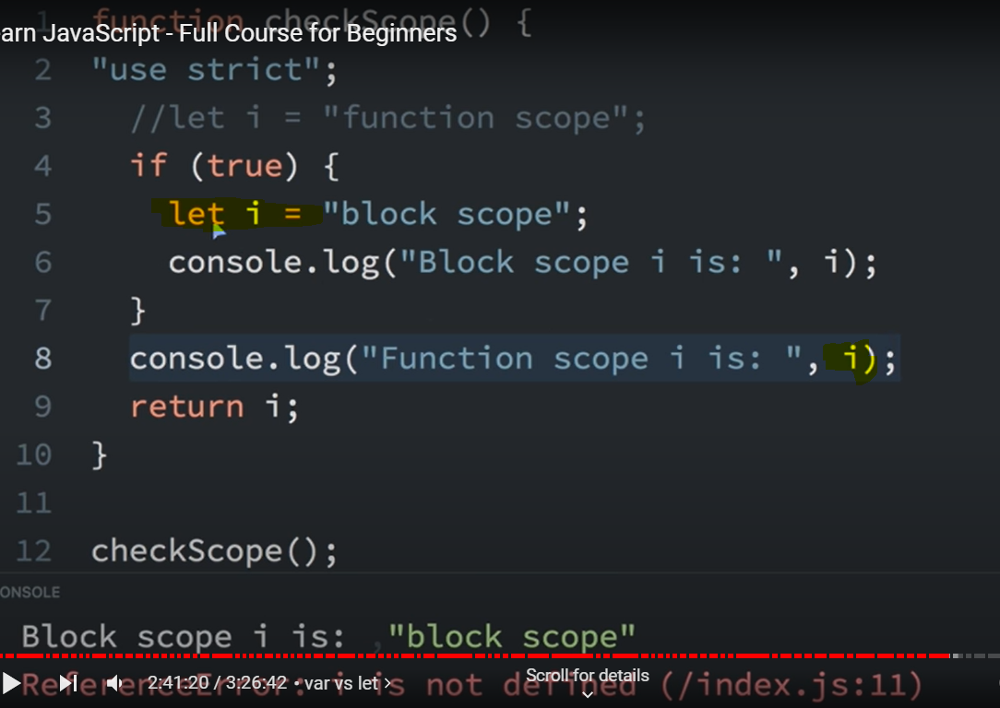 1 function checkScope() {
arn JavaScript - Full Course for Beginners
2 "use strict";
3 //let i = "function scope";
4 if (true) {
5 let i = "block scope";
6 console.log("Block scope i is: ", i);
7 }
8 console.log("Function scope i is: ", i);
9 return i;
10 }
11
12 checkScope();
ONSOLE
Block scope i is: ,"block scope"
ReferenceError: i is not defined (/index.js:11)
2:41:20 / 3:26:42 • var vs let ›
Scroll for details